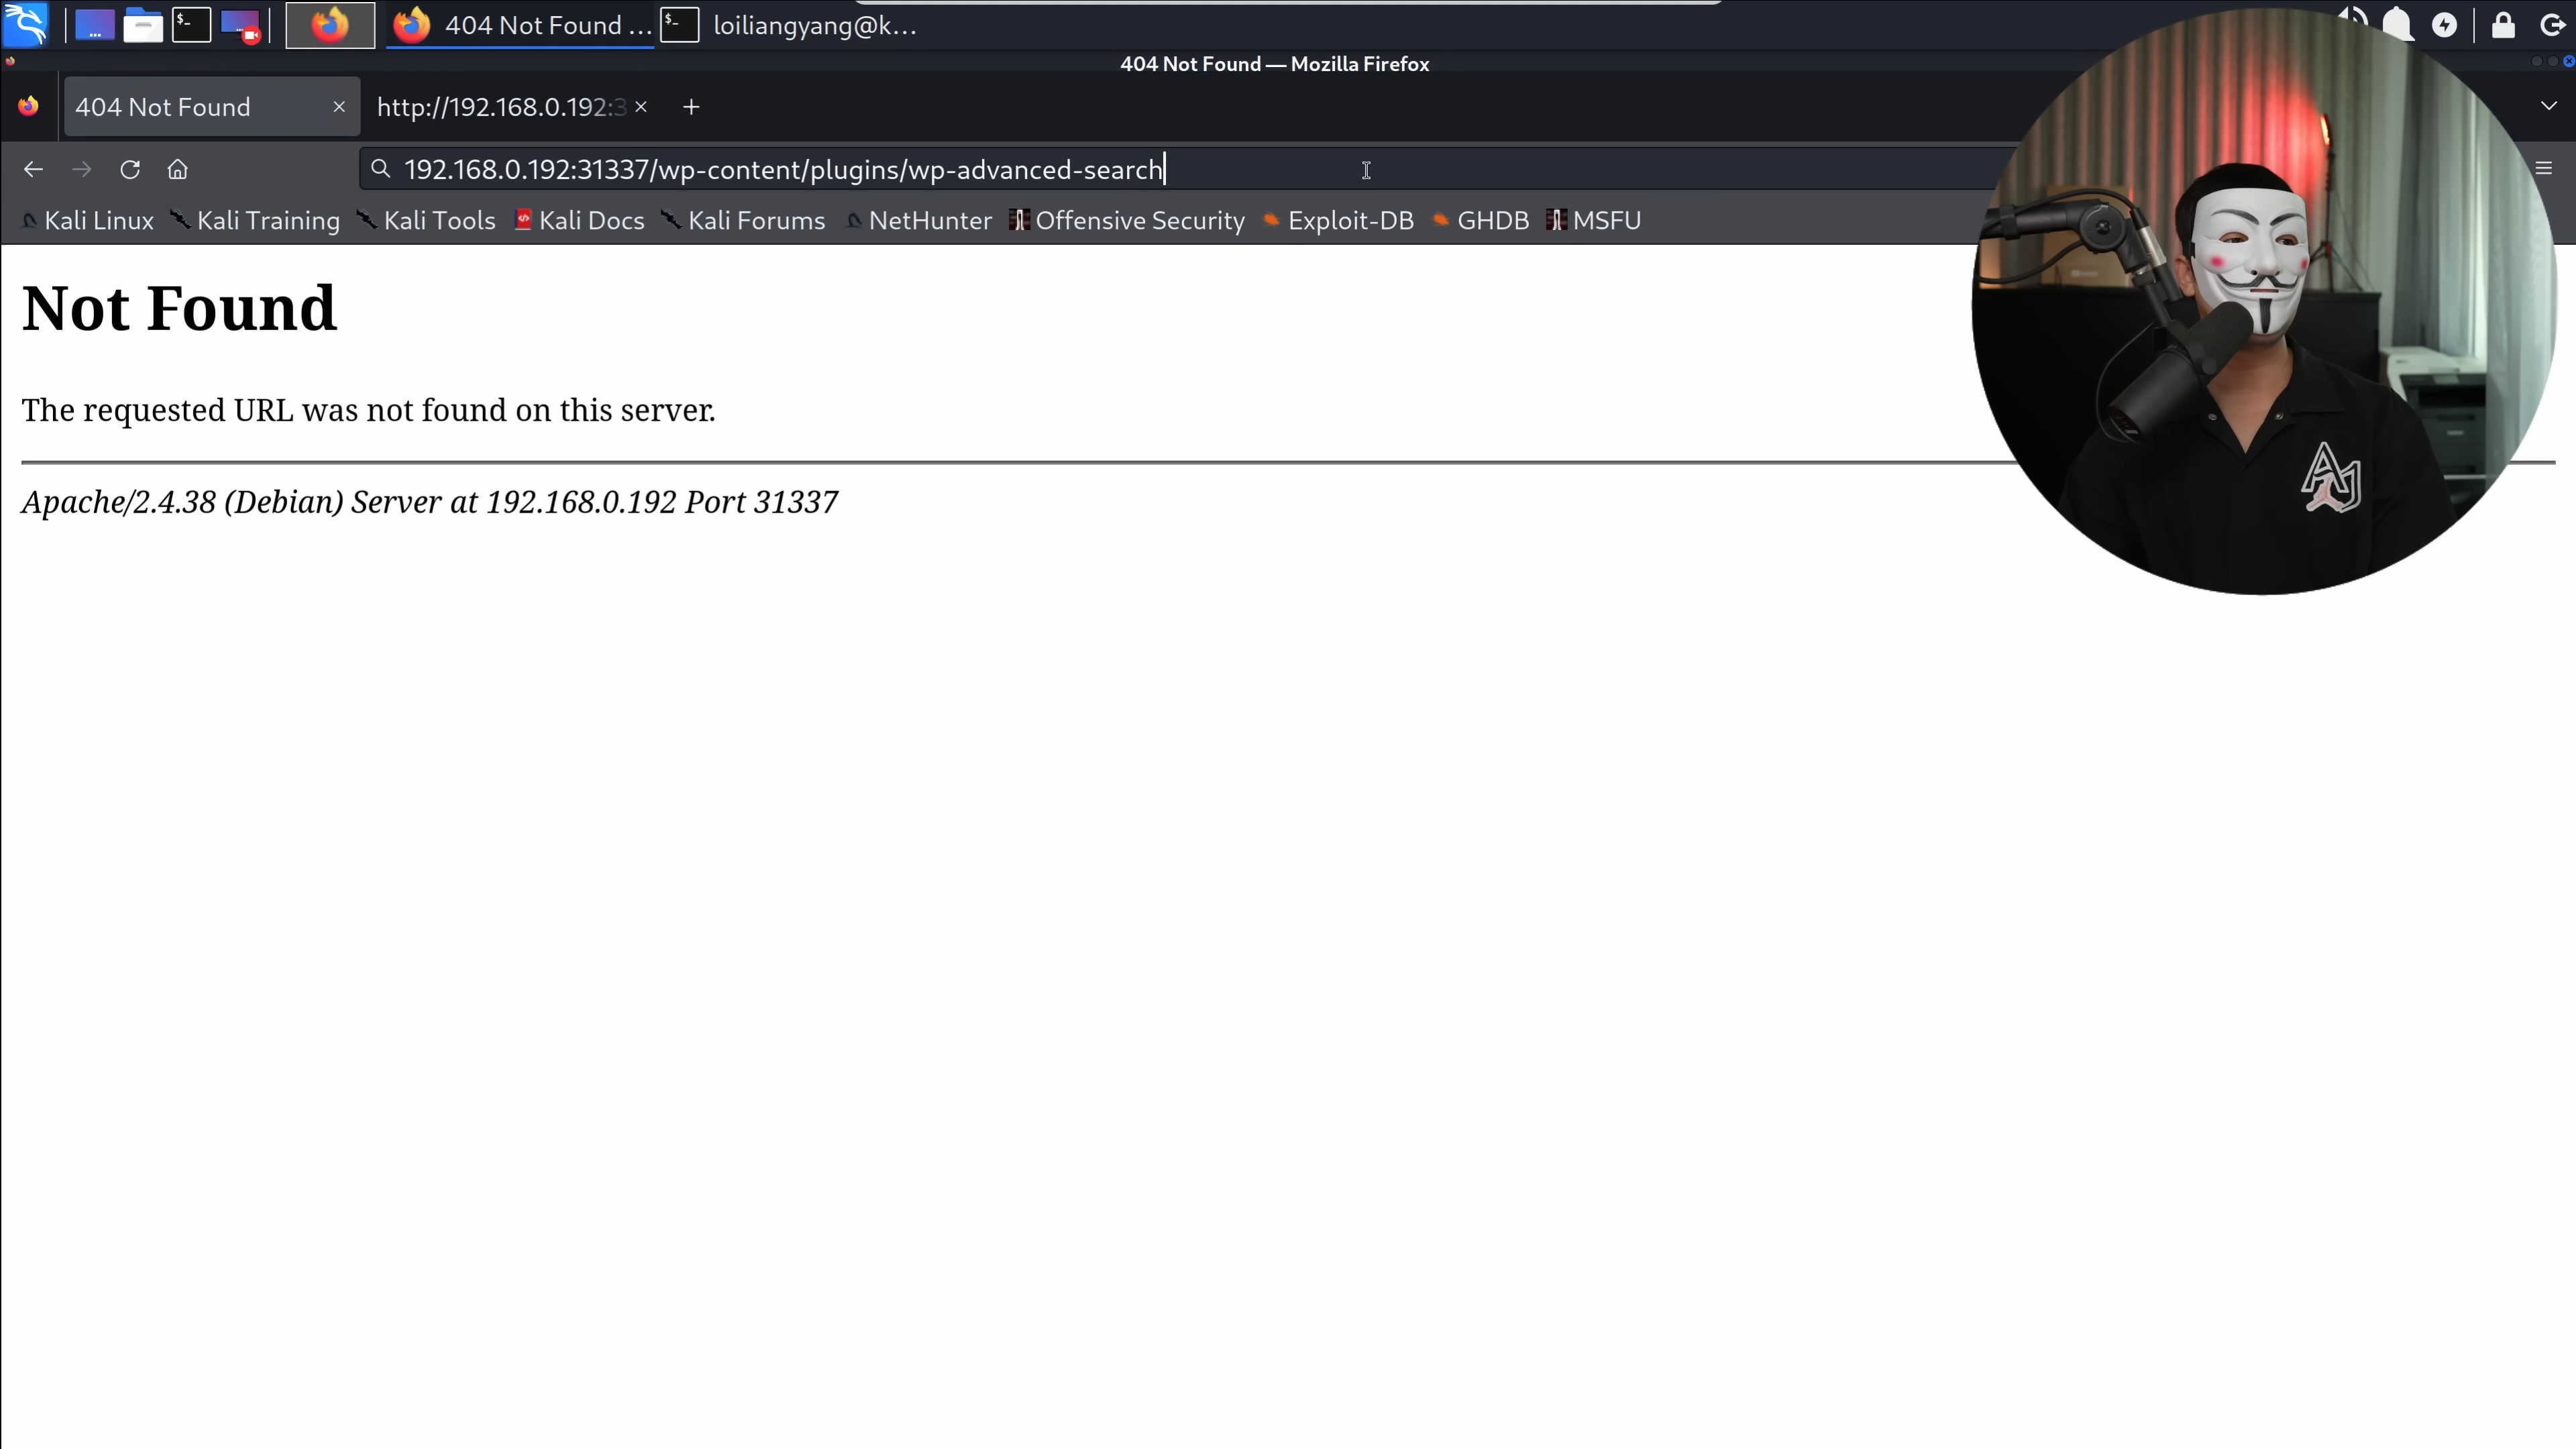 404 Not Found ...
loiliangyang@k...
404 Not Found — Mozilla Firefox
404 Not Found
http://192.168.0.192:3
192.168.0.192:31337/wp-content/plugins/wp-advanced-search
Kali Linux Kali Training Kali Tools Kali Docs Kali Forums NetHunter Offensive Security Exploit-DB GHDB MSFU
Not Found
The requested URL was not found on this server.
Apache/2.4.38 (Debian) Server at 192.168.0.192 Port 31337